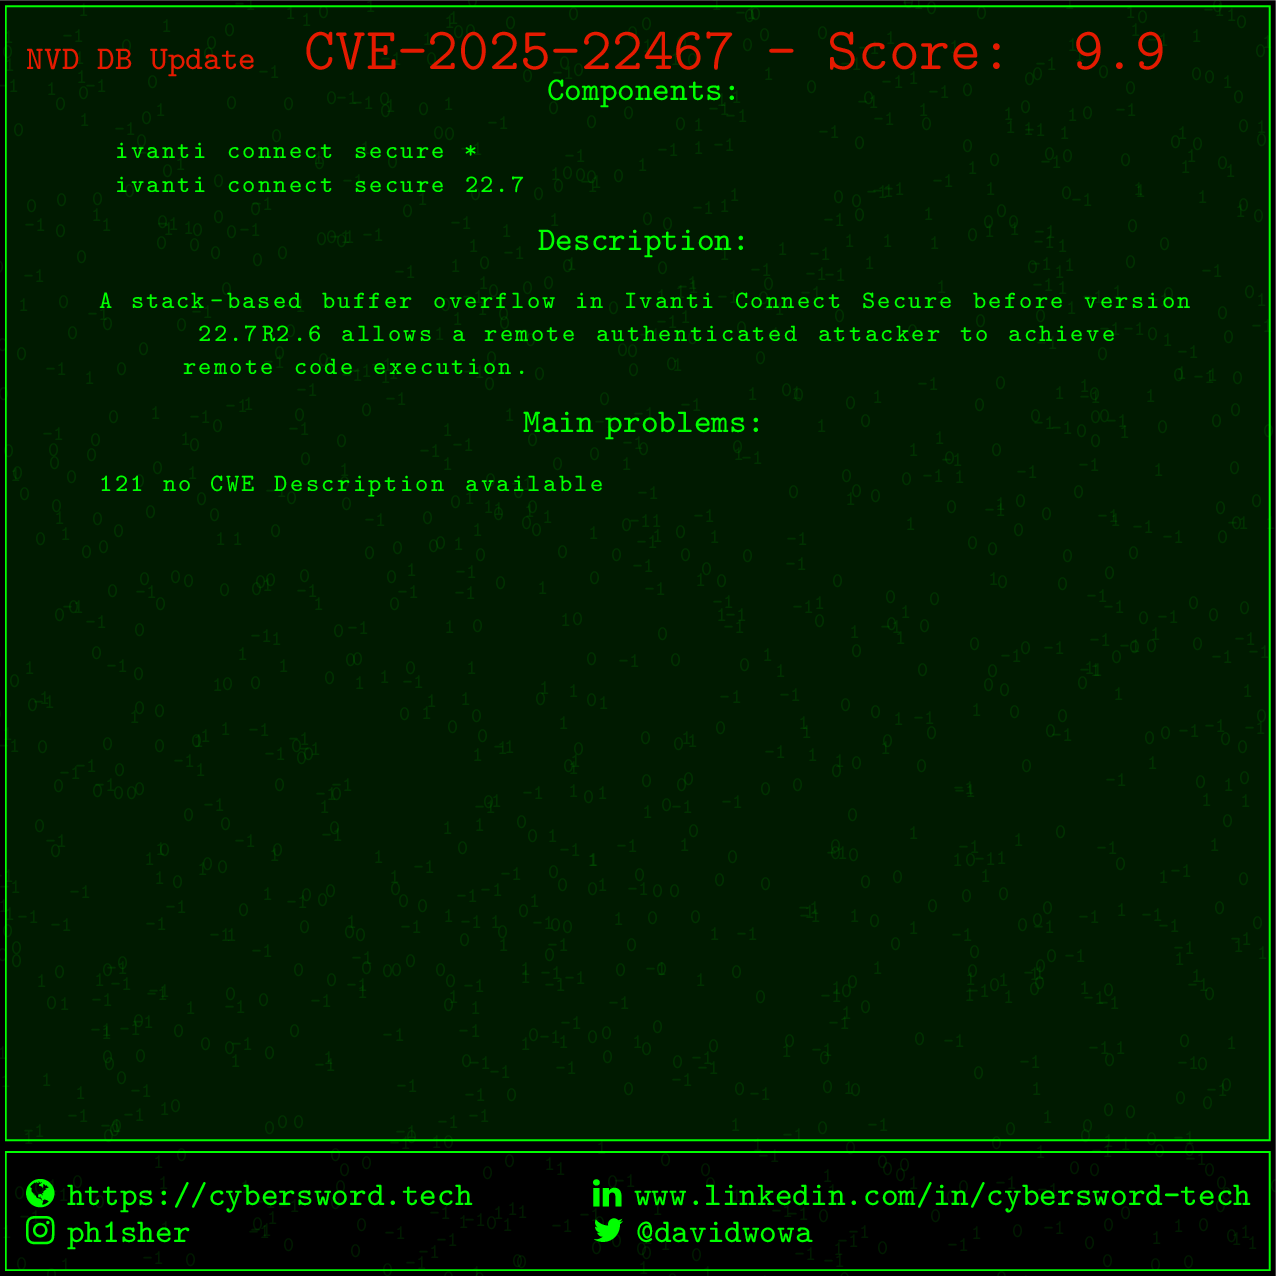 NVD DB Update CVE-2025-22467 - Score: 9.9
Components:
ivanti connect secure *
ivanti connect secure 22.7
Description:
A stack-based buffer overflow in Ivanti Connect Secure before version
22.7R2.6 allows a remote authenticated attacker to achieve
remote code execution.
Main problems:
121 no CWE Description available
https://cybersword.tech www.linkedin.com/in/cybersword-tech
ph1sher @davidwowa